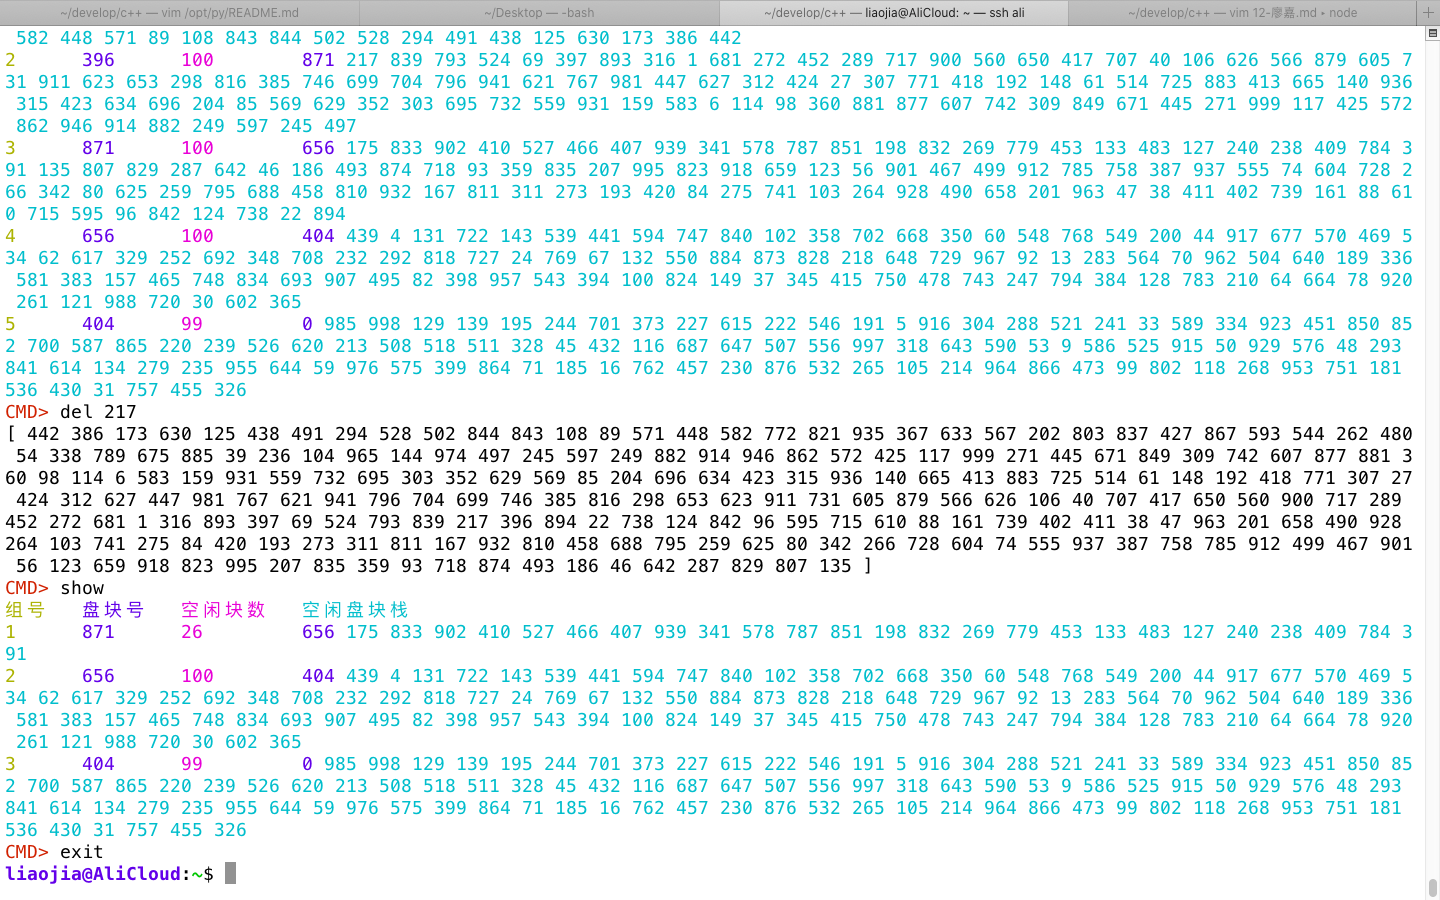 ~/develop/c++ — vim /opt/py/README.md
~/Desktop — -bash
~/develop/c++ — liaojia@AliCloud: ~ — ssh ali
~/develop/c++ — vim 12-廖嘉.md ▸ node
582 448 571 89 108 843 844 502 528 294 491 438 125 630 173 386 442
2 396 100 871 217 839 793 524 69 397 893 316 1 681 272 452 289 717 900 560 650 417 707 40 106 626 566 879 605 7
31 911 623 653 298 816 385 746 699 704 796 941 621 767 981 447 627 312 424 27 307 771 418 192 148 61 514 725 883 413 665 140 936
315 423 634 696 204 85 569 629 352 303 695 732 559 931 159 583 6 114 98 360 881 877 607 742 309 849 671 445 271 999 117 425 572
862 946 914 882 249 597 245 497
3 871 100 656 175 833 902 410 527 466 407 939 341 578 787 851 198 832 269 779 453 133 483 127 240 238 409 784 3
91 135 807 829 287 642 46 186 493 874 718 93 359 835 207 995 823 918 659 123 56 901 467 499 912 785 758 387 937 555 74 604 728 2
66 342 80 625 259 795 688 458 810 932 167 811 311 273 193 420 84 275 741 103 264 928 490 658 201 963 47 38 411 402 739 161 88 61
0 715 595 96 842 124 738 22 894
4 656 100 404 439 4 131 722 143 539 441 594 747 840 102 358 702 668 350 60 548 768 549 200 44 917 677 570 469 5
34 62 617 329 252 692 348 708 232 292 818 727 24 769 67 132 550 884 873 828 218 648 729 967 92 13 283 564 70 962 504 640 189 336
581 383 157 465 748 834 693 907 495 82 398 957 543 394 100 824 149 37 345 415 750 478 743 247 794 384 128 783 210 64 664 78 920
261 121 988 720 30 602 365
5 404 99 0 985 998 129 139 195 244 701 373 227 615 222 546 191 5 916 304 288 521 241 33 589 334 923 451 850 85
2 700 587 865 220 239 526 620 213 508 518 511 328 45 432 116 687 647 507 556 997 318 643 590 53 9 586 525 915 50 929 576 48 293
841 614 134 279 235 955 644 59 976 575 399 864 71 185 16 762 457 230 876 532 265 105 214 964 866 473 99 802 118 268 953 751 181
536 430 31 757 455 326
CMD> del 217
[ 442 386 173 630 125 438 491 294 528 502 844 843 108 89 571 448 582 772 821 935 367 633 567 202 803 837 427 867 593 544 262 480
54 338 789 675 885 39 236 104 965 144 974 497 245 597 249 882 914 946 862 572 425 117 999 271 445 671 849 309 742 607 877 881 3
60 98 114 6 583 159 931 559 732 695 303 352 629 569 85 204 696 634 423 315 936 140 665 413 883 725 514 61 148 192 418 771 307 27
424 312 627 447 981 767 621 941 796 704 699 746 385 816 298 653 623 911 731 605 879 566 626 106 40 707 417 650 560 900 717 289
452 272 681 1 316 893 397 69 524 793 839 217 396 894 22 738 124 842 96 595 715 610 88 161 739 402 411 38 47 963 201 658 490 928
264 103 741 275 84 420 193 273 311 811 167 932 810 458 688 795 259 625 80 342 266 728 604 74 555 937 387 758 785 912 499 467 901
56 123 659 918 823 995 207 835 359 93 718 874 493 186 46 642 287 829 807 135 ]
CMD> show
组号 盘块号 空闲块数 空闲盘块栈
1 871 26 656 175 833 902 410 527 466 407 939 341 578 787 851 198 832 269 779 453 133 483 127 240 238 409 784 3
91
2 656 100 404 439 4 131 722 143 539 441 594 747 840 102 358 702 668 350 60 548 768 549 200 44 917 677 570 469 5
34 62 617 329 252 692 348 708 232 292 818 727 24 769 67 132 550 884 873 828 218 648 729 967 92 13 283 564 70 962 504 640 189 336
581 383 157 465 748 834 693 907 495 82 398 957 543 394 100 824 149 37 345 415 750 478 743 247 794 384 128 783 210 64 664 78 920
261 121 988 720 30 602 365
3 404 99 0 985 998 129 139 195 244 701 373 227 615 222 546 191 5 916 304 288 521 241 33 589 334 923 451 850 85
2 700 587 865 220 239 526 620 213 508 518 511 328 45 432 116 687 647 507 556 997 318 643 590 53 9 586 525 915 50 929 576 48 293
841 614 134 279 235 955 644 59 976 575 399 864 71 185 16 762 457 230 876 532 265 105 214 964 866 473 99 802 118 268 953 751 181
536 430 31 757 455 326
CMD> exit
liaojia@AliCloud:~$